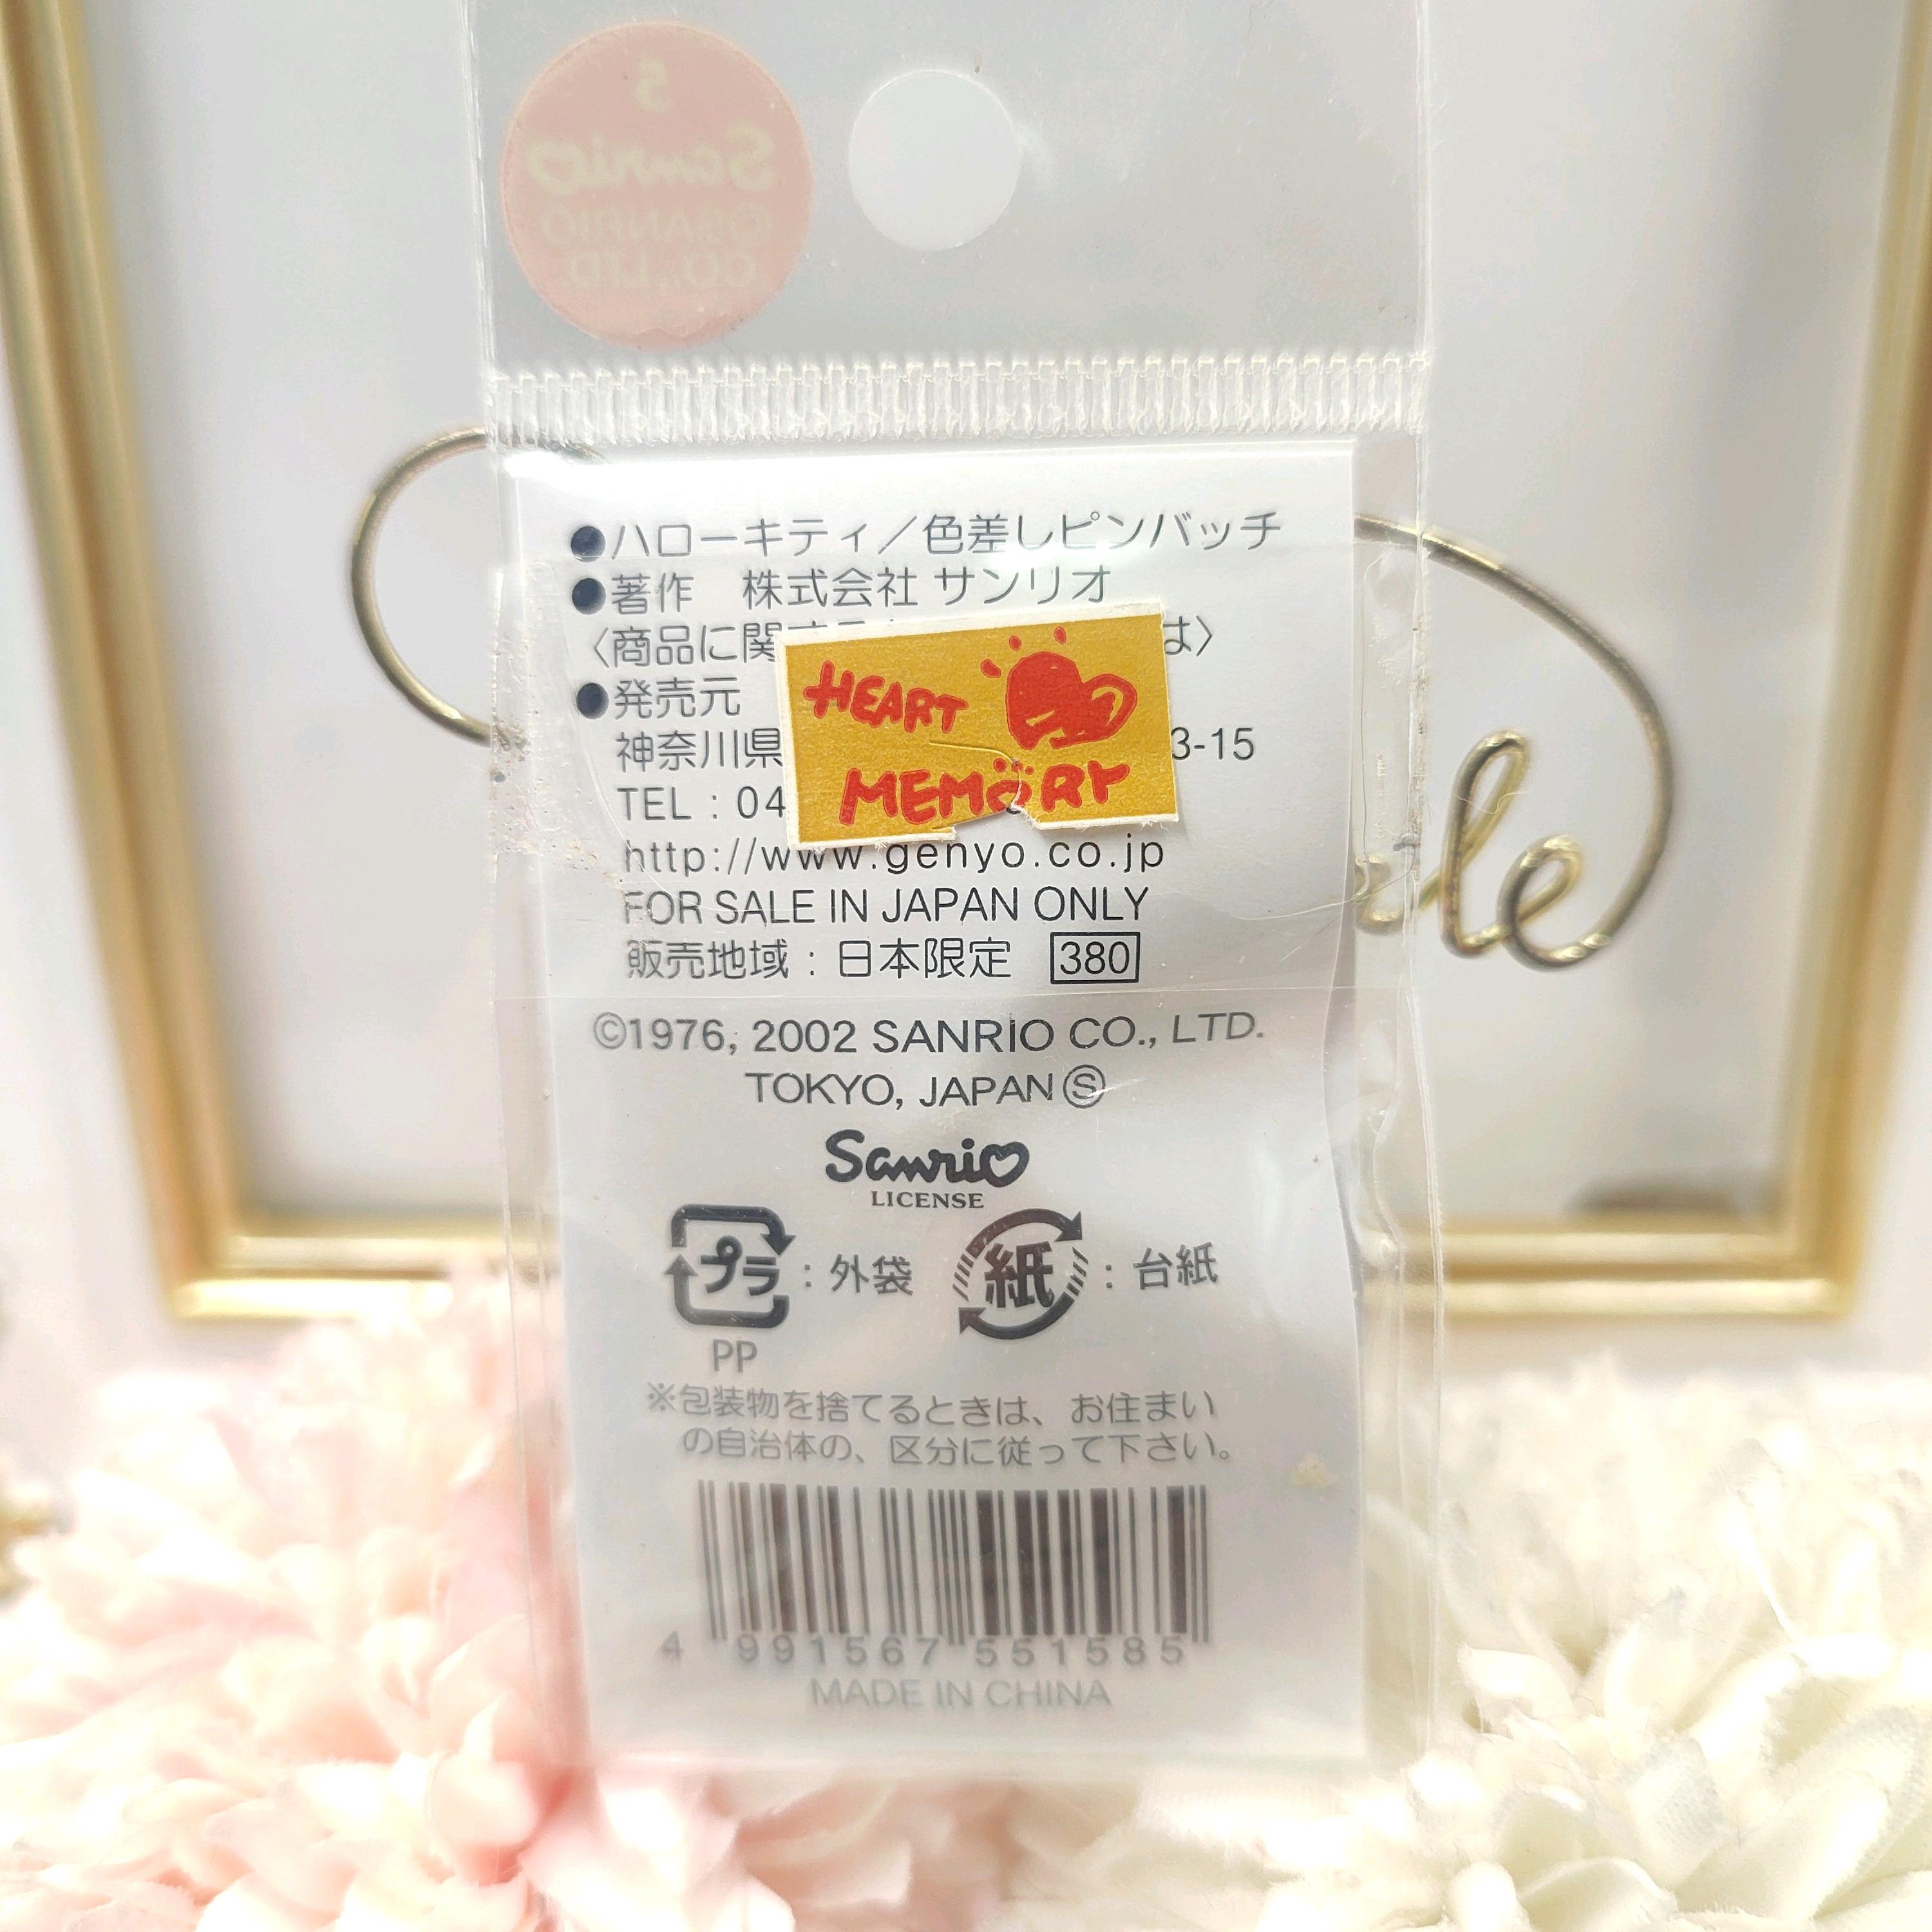 S
Sanrio
©SANRIO
CO., LTD.
●ハローキティ／色差しピンバッチ
●著作　株式会社 サンリオ
〈商品に関する
は〉
●発売元
神奈川県
3-15
TEL : 04
HEART
MEMORY
http://www.genyo.co.jp
FOR SALE IN JAPAN ONLY
販売地域 : 日本限定 380
©1976, 2002 SANRIO CO., LTD.
TOKYO, JAPAN Ⓢ
Sanrio
LICENSE
プラ : 外袋 紙 : 台紙
PP
※包装物を捨てるときは、お住まい
の自治体の、区分に従って下さい。
4 991567 551585
MADE IN CHINA